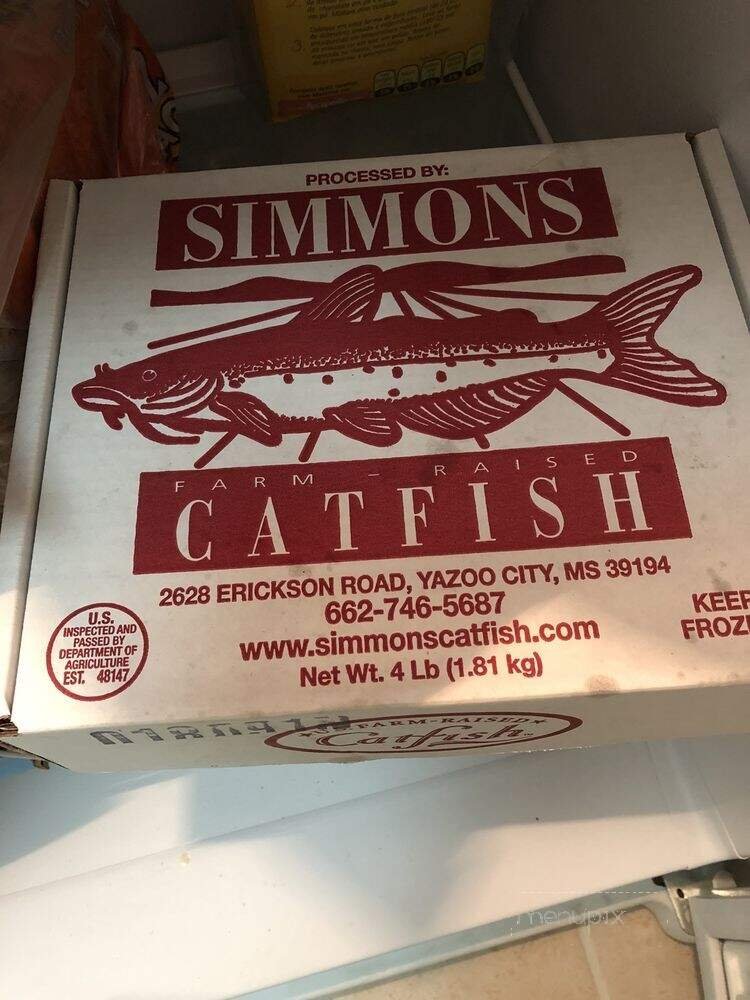 PROCESSED BY:
SIMMONS
FARM - RAISED
CATFISH
2628 ERICKSON ROAD, YAZOO CITY, MS 39194
662-746-5687
www.simmonscatfish.com
Net Wt. 4 Lb (1.81 kg)
U.S.
INSPECTED AND
PASSED BY
DEPARTMENT OF
AGRICULTURE
EST. 48147
KEEP
FROZ
FARM-RAISED
Catfish
menupix